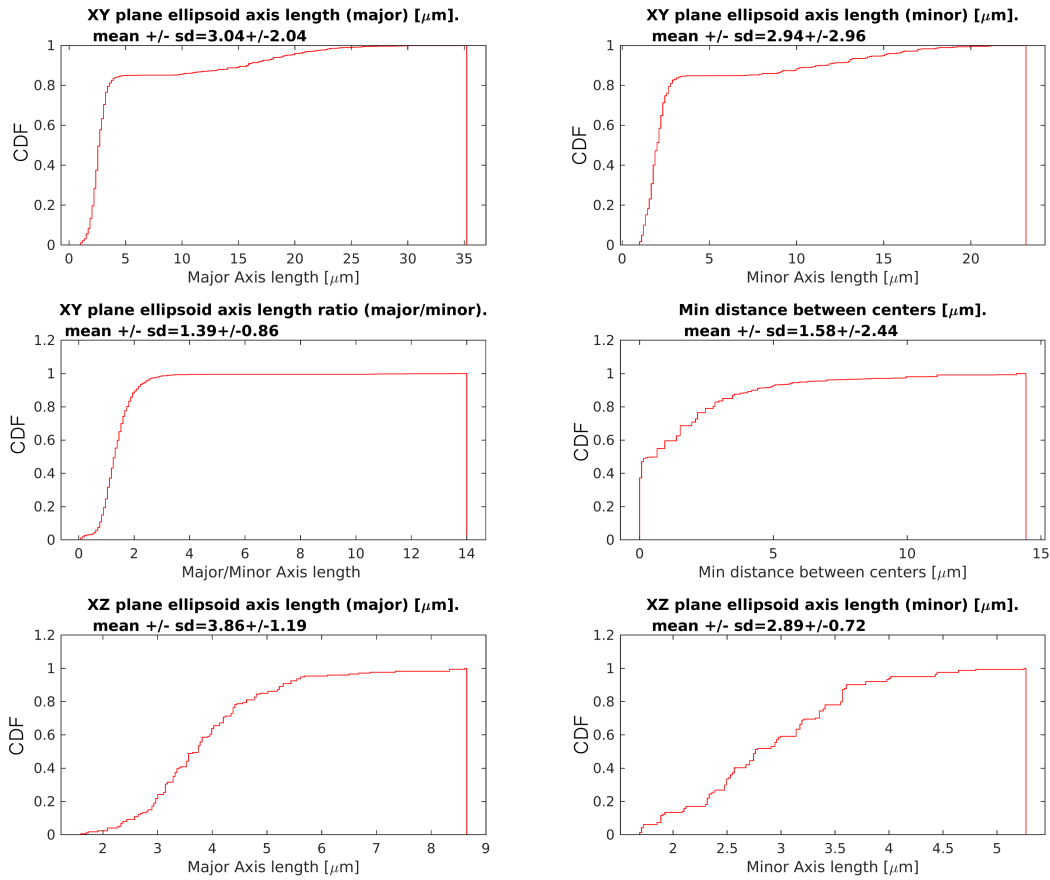 XY plane ellipsoid axis length (major) [μm].
mean +/- sd=3.04+/-2.04
1
0.8
0.6
0.4
0.2
0
CDF
0 5 10 15 20 25 30 35
Major Axis length [μm]
XY plane ellipsoid axis length (minor) [μm].
mean +/- sd=2.94+/-2.96
1
0.8
0.6
0.4
0.2
0
CDF
0 5 10 15 20
Minor Axis length [μm]
XY plane ellipsoid axis length ratio (major/minor).
mean +/- sd=1.39+/-0.86
1.2
1
0.8
0.6
0.4
0.2
0
CDF
0 2 4 6 8 10 12 14
Major/Minor Axis length
Min distance between centers [μm].
mean +/- sd=1.58+/-2.44
1.2
1
0.8
0.6
0.4
0.2
0
CDF
0 5 10 15
Min distance between centers [μm]
XZ plane ellipsoid axis length (major) [μm].
mean +/- sd=3.86+/-1.19
1.2
1
0.8
0.6
0.4
0.2
0
CDF
2 3 4 5 6 7 8 9
Major Axis length [μm]
XZ plane ellipsoid axis length (minor) [μm].
mean +/- sd=2.89+/-0.72
1.2
1
0.8
0.6
0.4
0.2
0
CDF
2 2.5 3 3.5 4 4.5 5
Minor Axis length [μm]